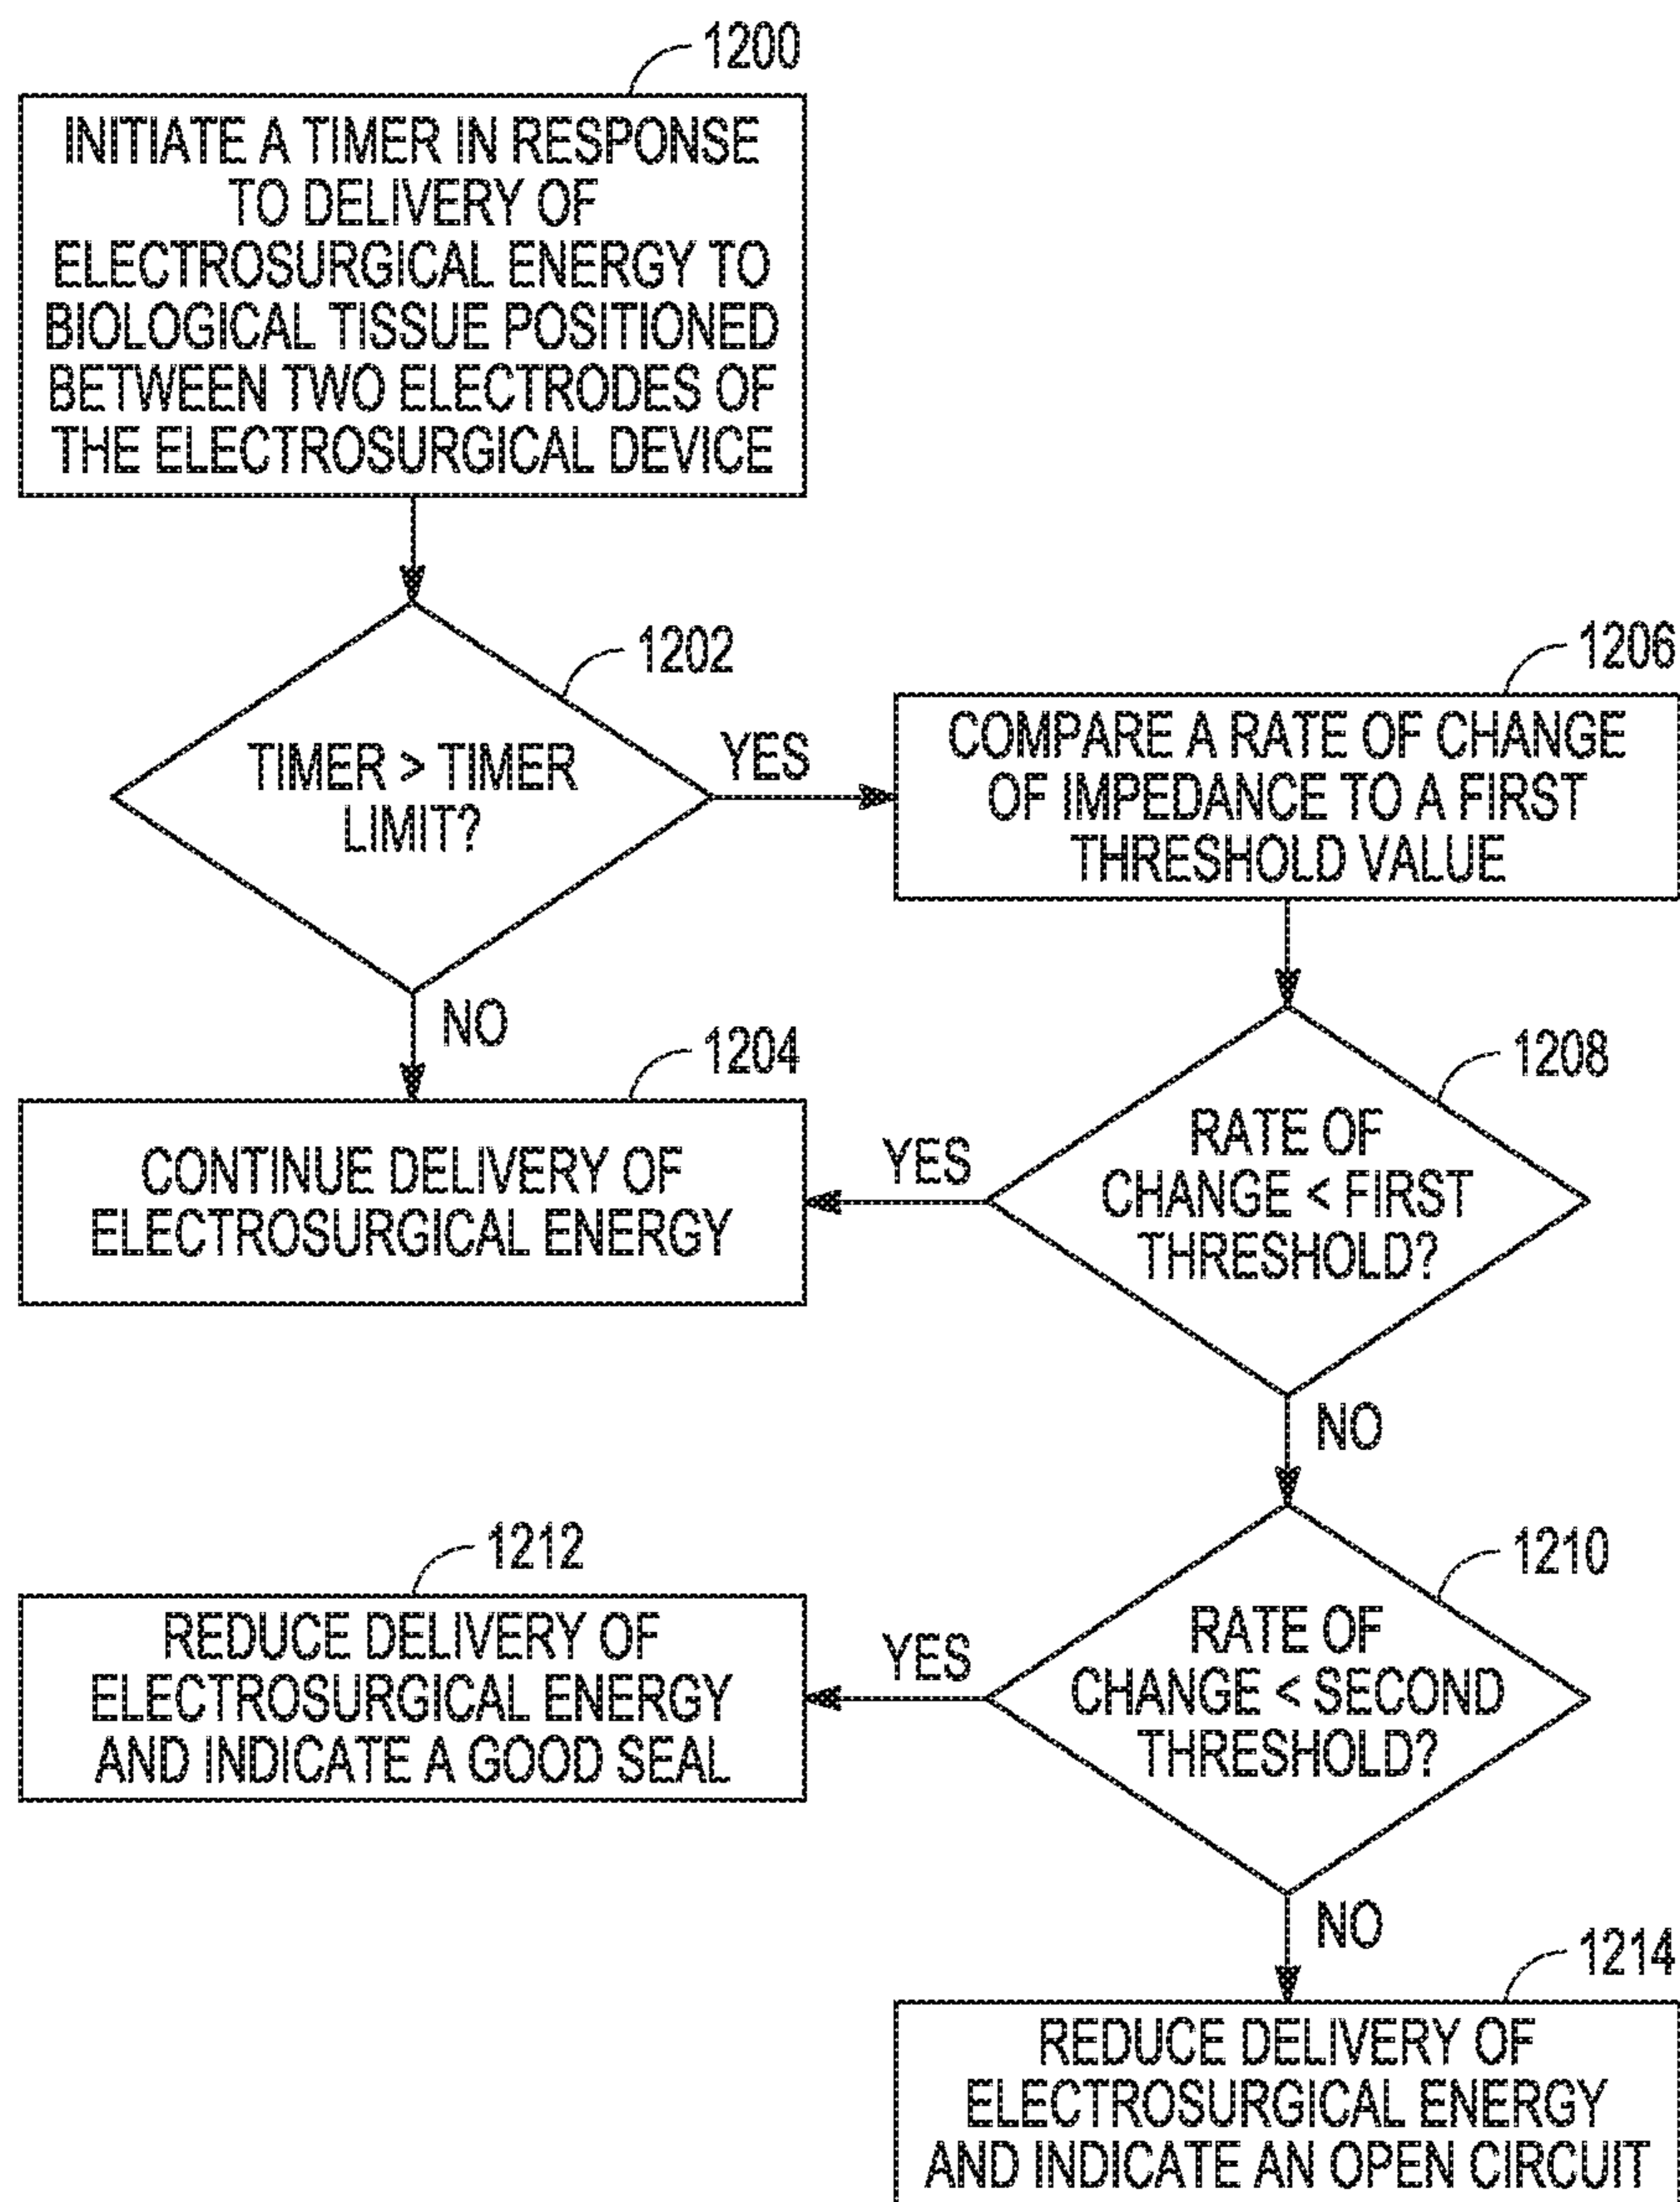 1200
INITIATE A TIMER IN RESPONSE
TO DELIVERY OF
ELECTROSURGICAL ENERGY TO
BIOLOGICAL TISSUE POSITIONED
BETWEEN TWO ELECTRODES OF
THE ELECTROSURGICAL DEVICE
1202
TIMER > TIMER
LIMIT?
YES
NO
1206
COMPARE A RATE OF CHANGE
OF IMPEDANCE TO A FIRST
THRESHOLD VALUE
1204
CONTINUE DELIVERY OF
ELECTROSURGICAL ENERGY
1208
RATE OF
CHANGE < FIRST
THRESHOLD?
YES
NO
1210
RATE OF
CHANGE < SECOND
THRESHOLD?
YES
NO
1212
REDUCE DELIVERY OF
ELECTROSURGICAL ENERGY
AND INDICATE A GOOD SEAL
1214
REDUCE DELIVERY OF
ELECTROSURGICAL ENERGY
AND INDICATE AN OPEN CIRCUIT